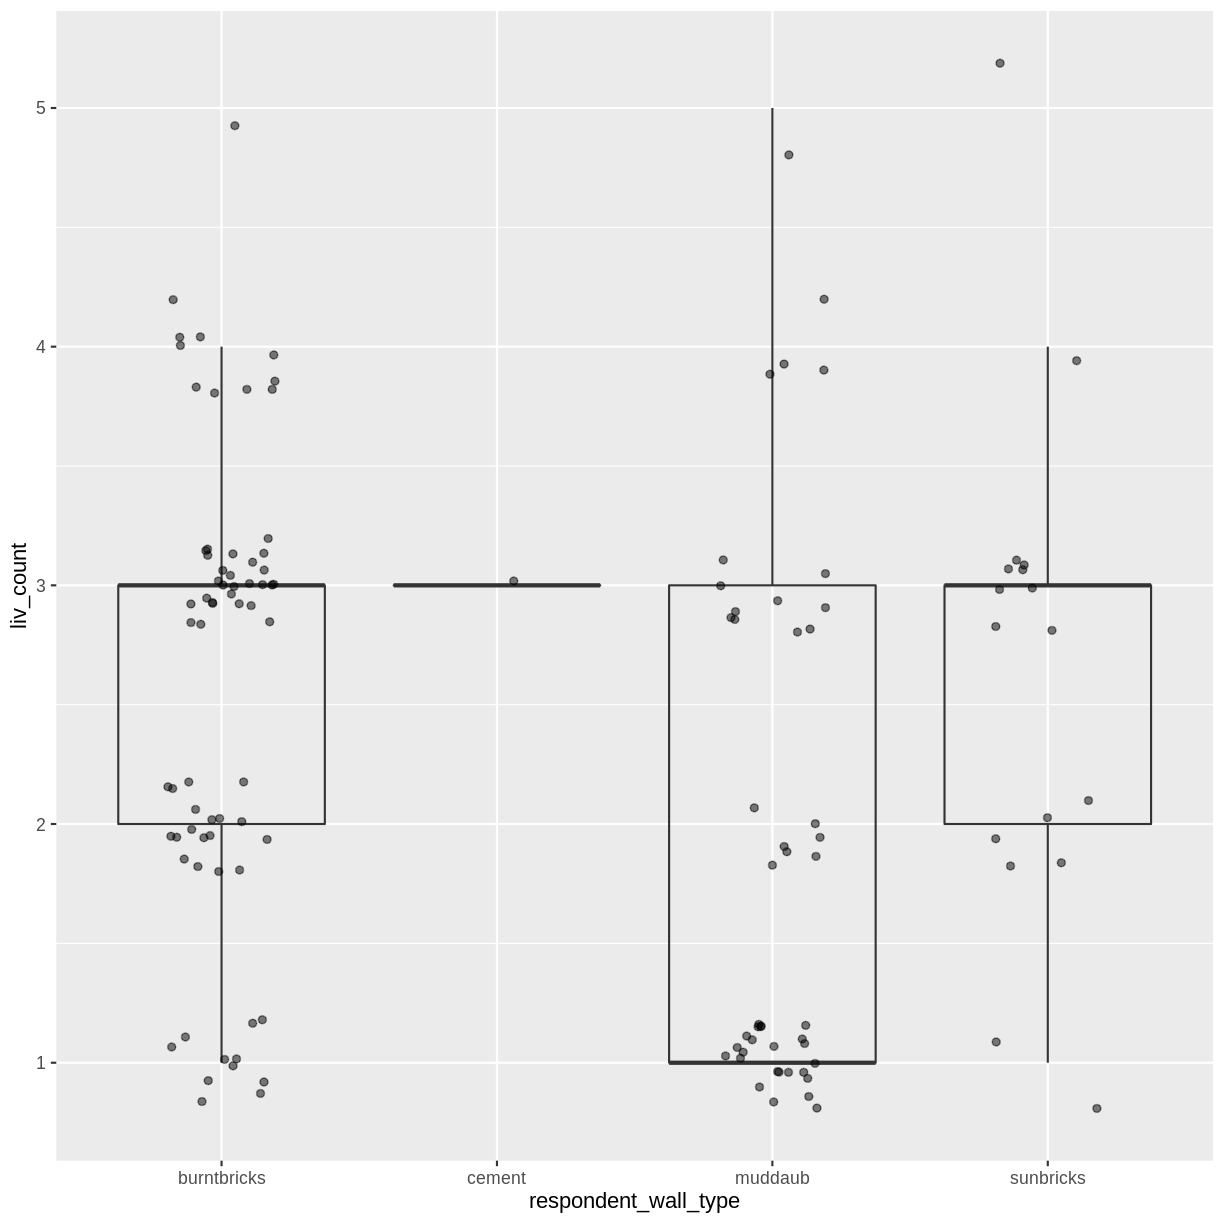 liv_count
5
4
3
2
1
burntbricks
cement
muddaub
sunbricks
respondent_wall_type